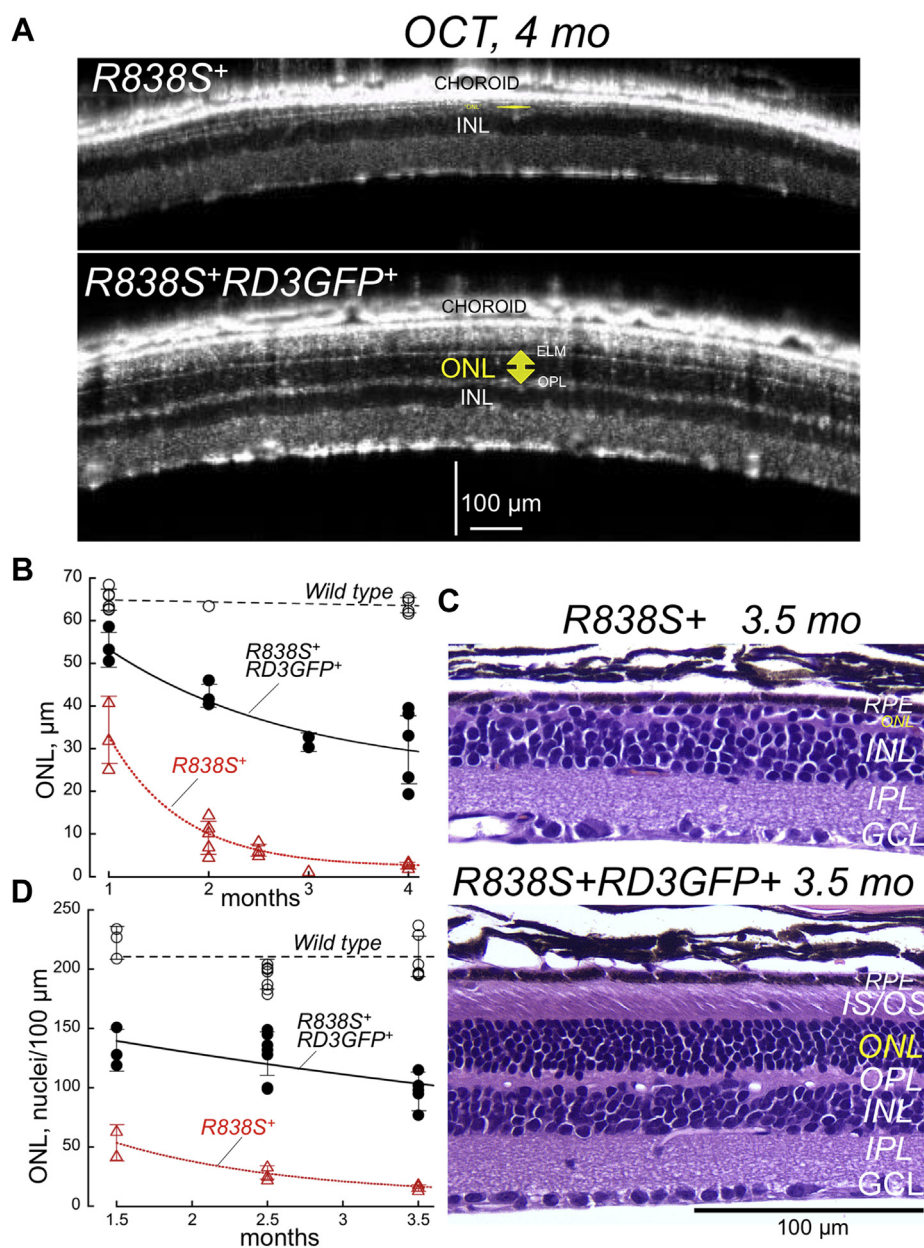 A
OCT, 4 mo
R838S+
CHOROID
ONL
INL
R838S+RD3GFP+
CHOROID
ELM
ONL
OPL
INL
100 µm
B
ONL, µm
70
60
50
40
30
20
10
0
Wild type
R838S+
RD3GFP+
R838S+
1
2
3
4
months
C
R838S+ 3.5 mo
RPE
ONL
INL
IPL
GCL
D
ONL, nuclei/100 µm
250
200
150
100
50
0
Wild type
R838S+
RD3GFP+
R838S+
1.5
2
2.5
3
3.5
months
R838S+RD3GFP+ 3.5 mo
RPE
IS/OS
ONL
OPL
INL
IPL
GCL
100 µm